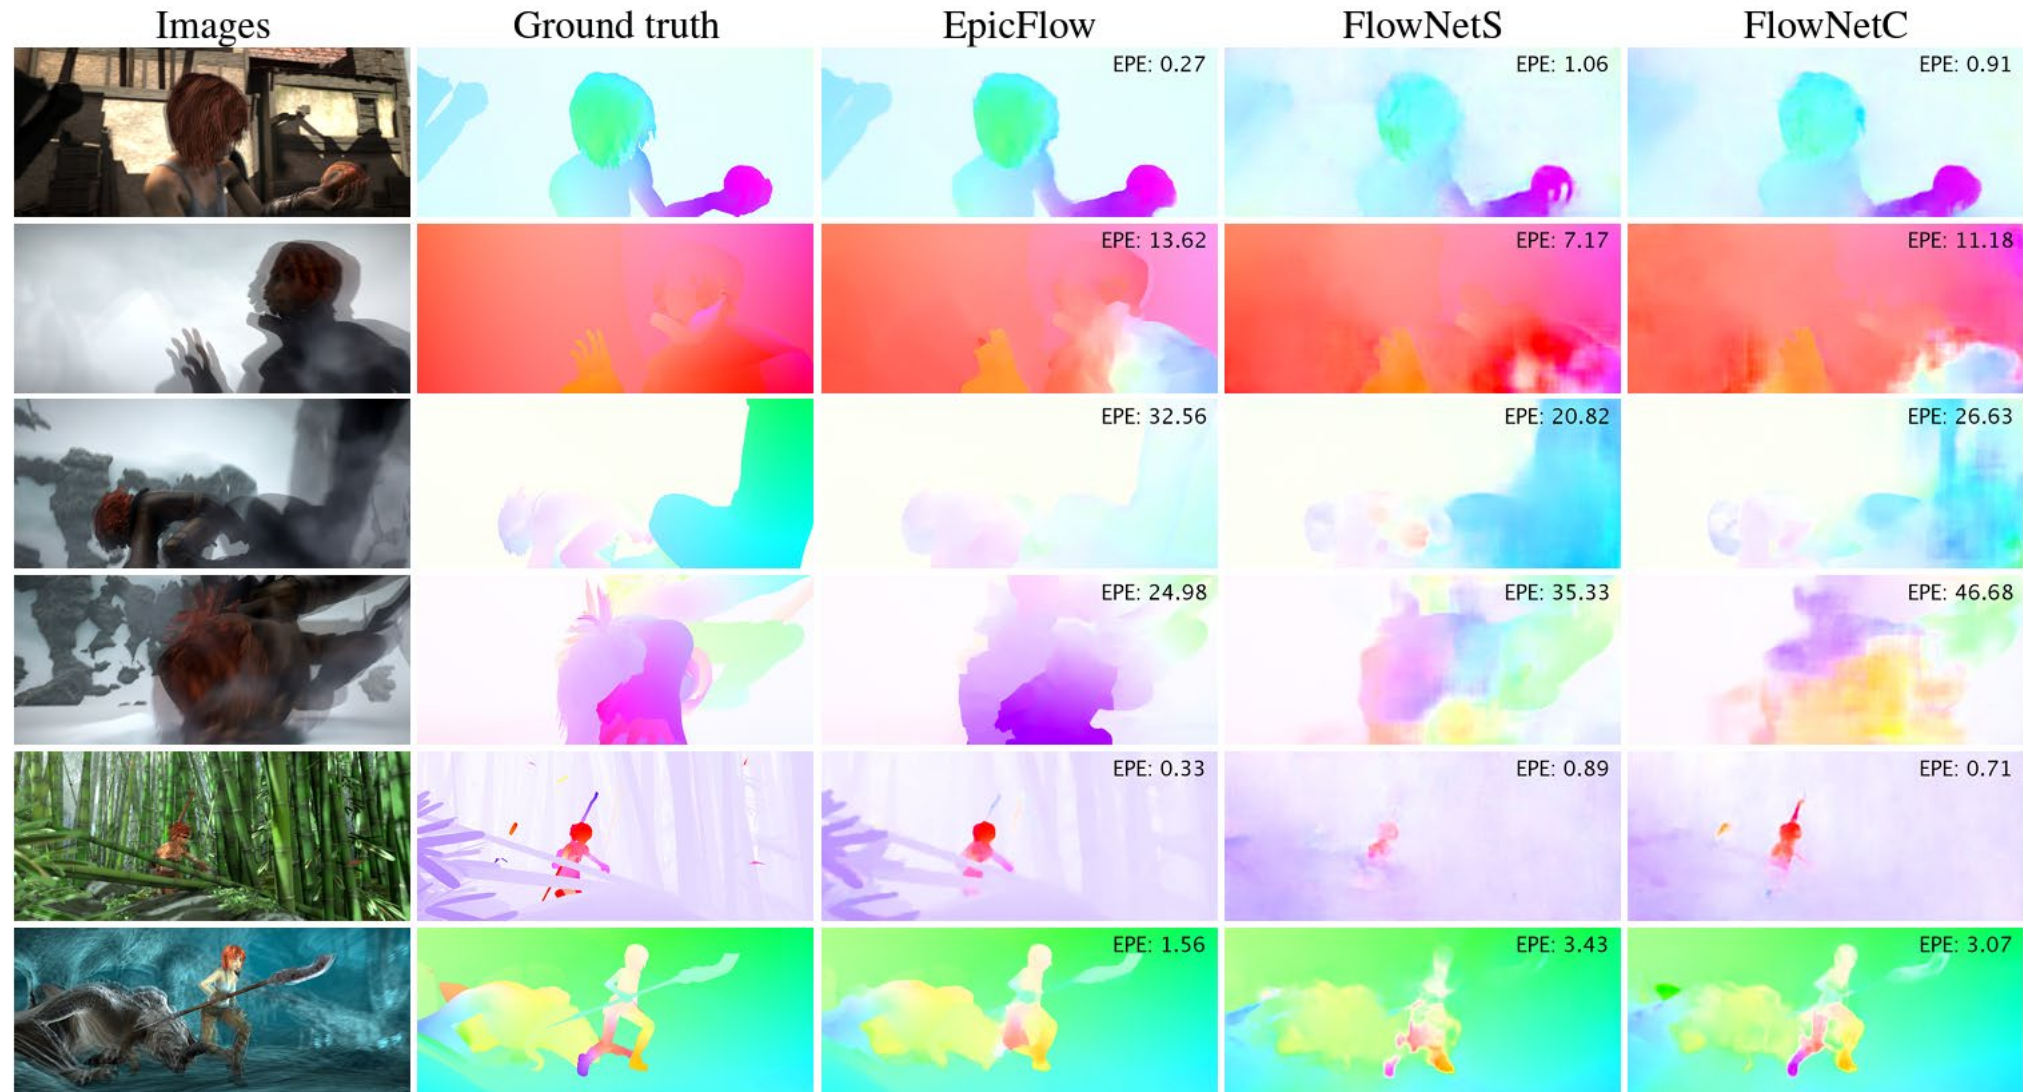 Images Ground truth EpicFlow FlowNetS FlowNetC
EPE: 0.27 EPE: 1.06 EPE: 0.91
EPE: 13.62 EPE: 7.17 EPE: 11.18
EPE: 32.56 EPE: 20.82 EPE: 26.63
EPE: 24.98 EPE: 35.33 EPE: 46.68
EPE: 0.33 EPE: 0.89 EPE: 0.71
EPE: 1.56 EPE: 3.43 EPE: 3.07